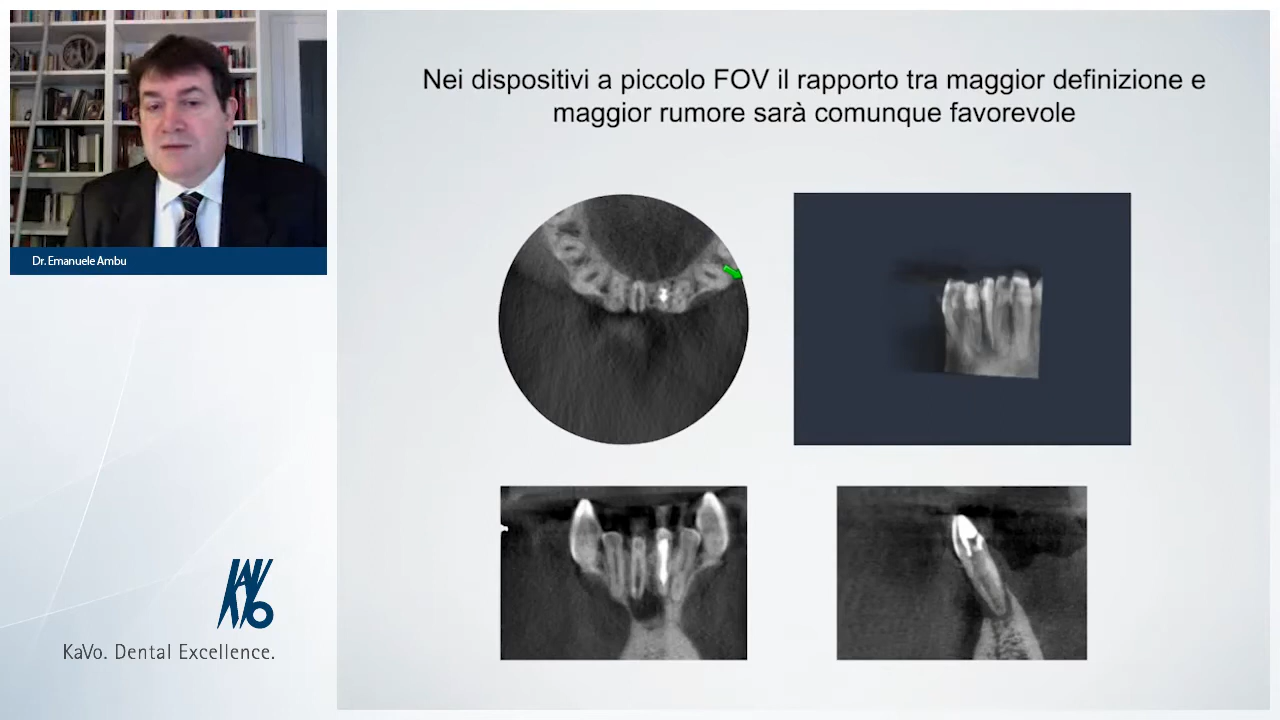 Nei dispositivi a piccolo FOV il rapporto tra maggior definizione e
maggior rumore sarà comunque favorevole
Dr. Emanuele Ambu
KAVO
KaVo. Dental Excellence.